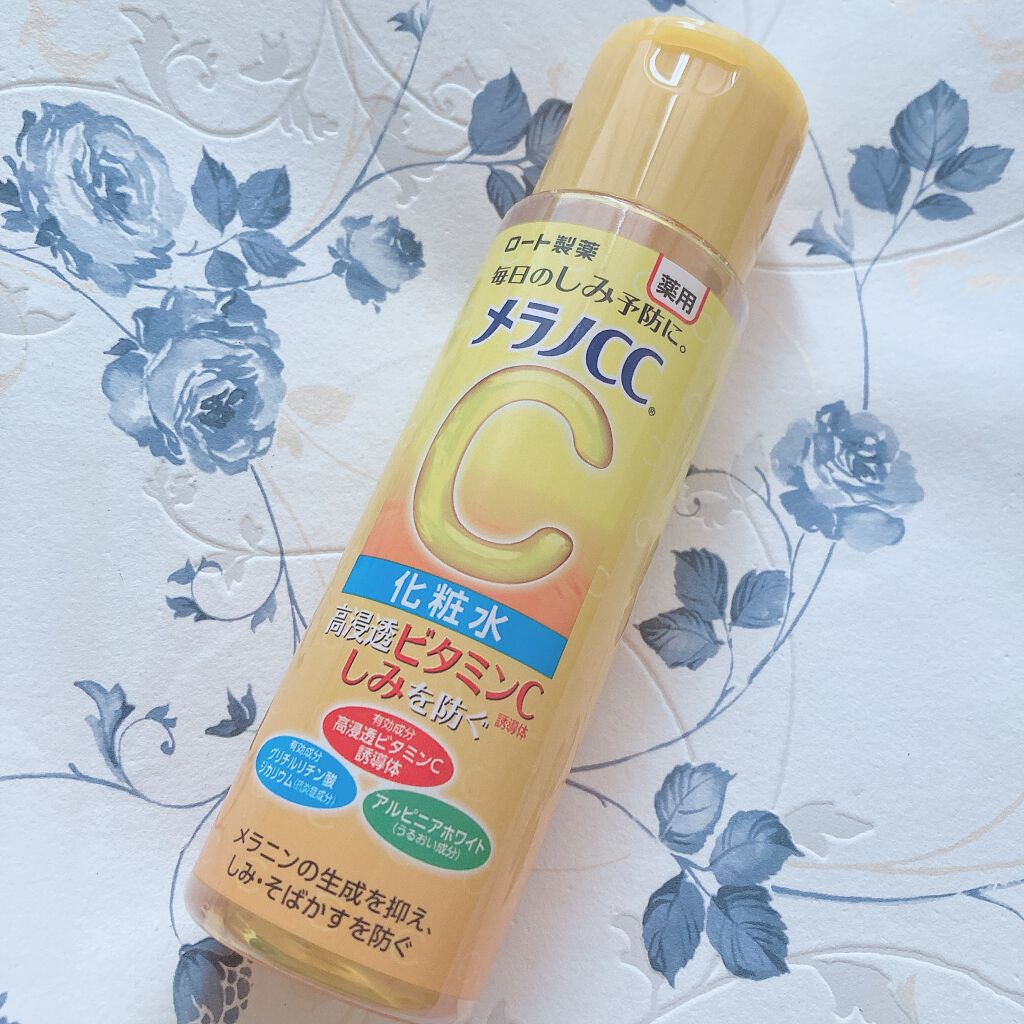 ロート製薬
薬用
毎日のしみ予防に。
メラノCC®
C
化粧水
高浸透ビタミンC
誘導体
しみを防ぐ
有効成分
高浸透ビタミンC
誘導体
有効成分
グリチルリチン酸
ジカリウム(抗炎症成分)
アルピニアホワイト
(うるおい成分)
メラニンの生成を抑え、
しみ・そばかすを防ぐ